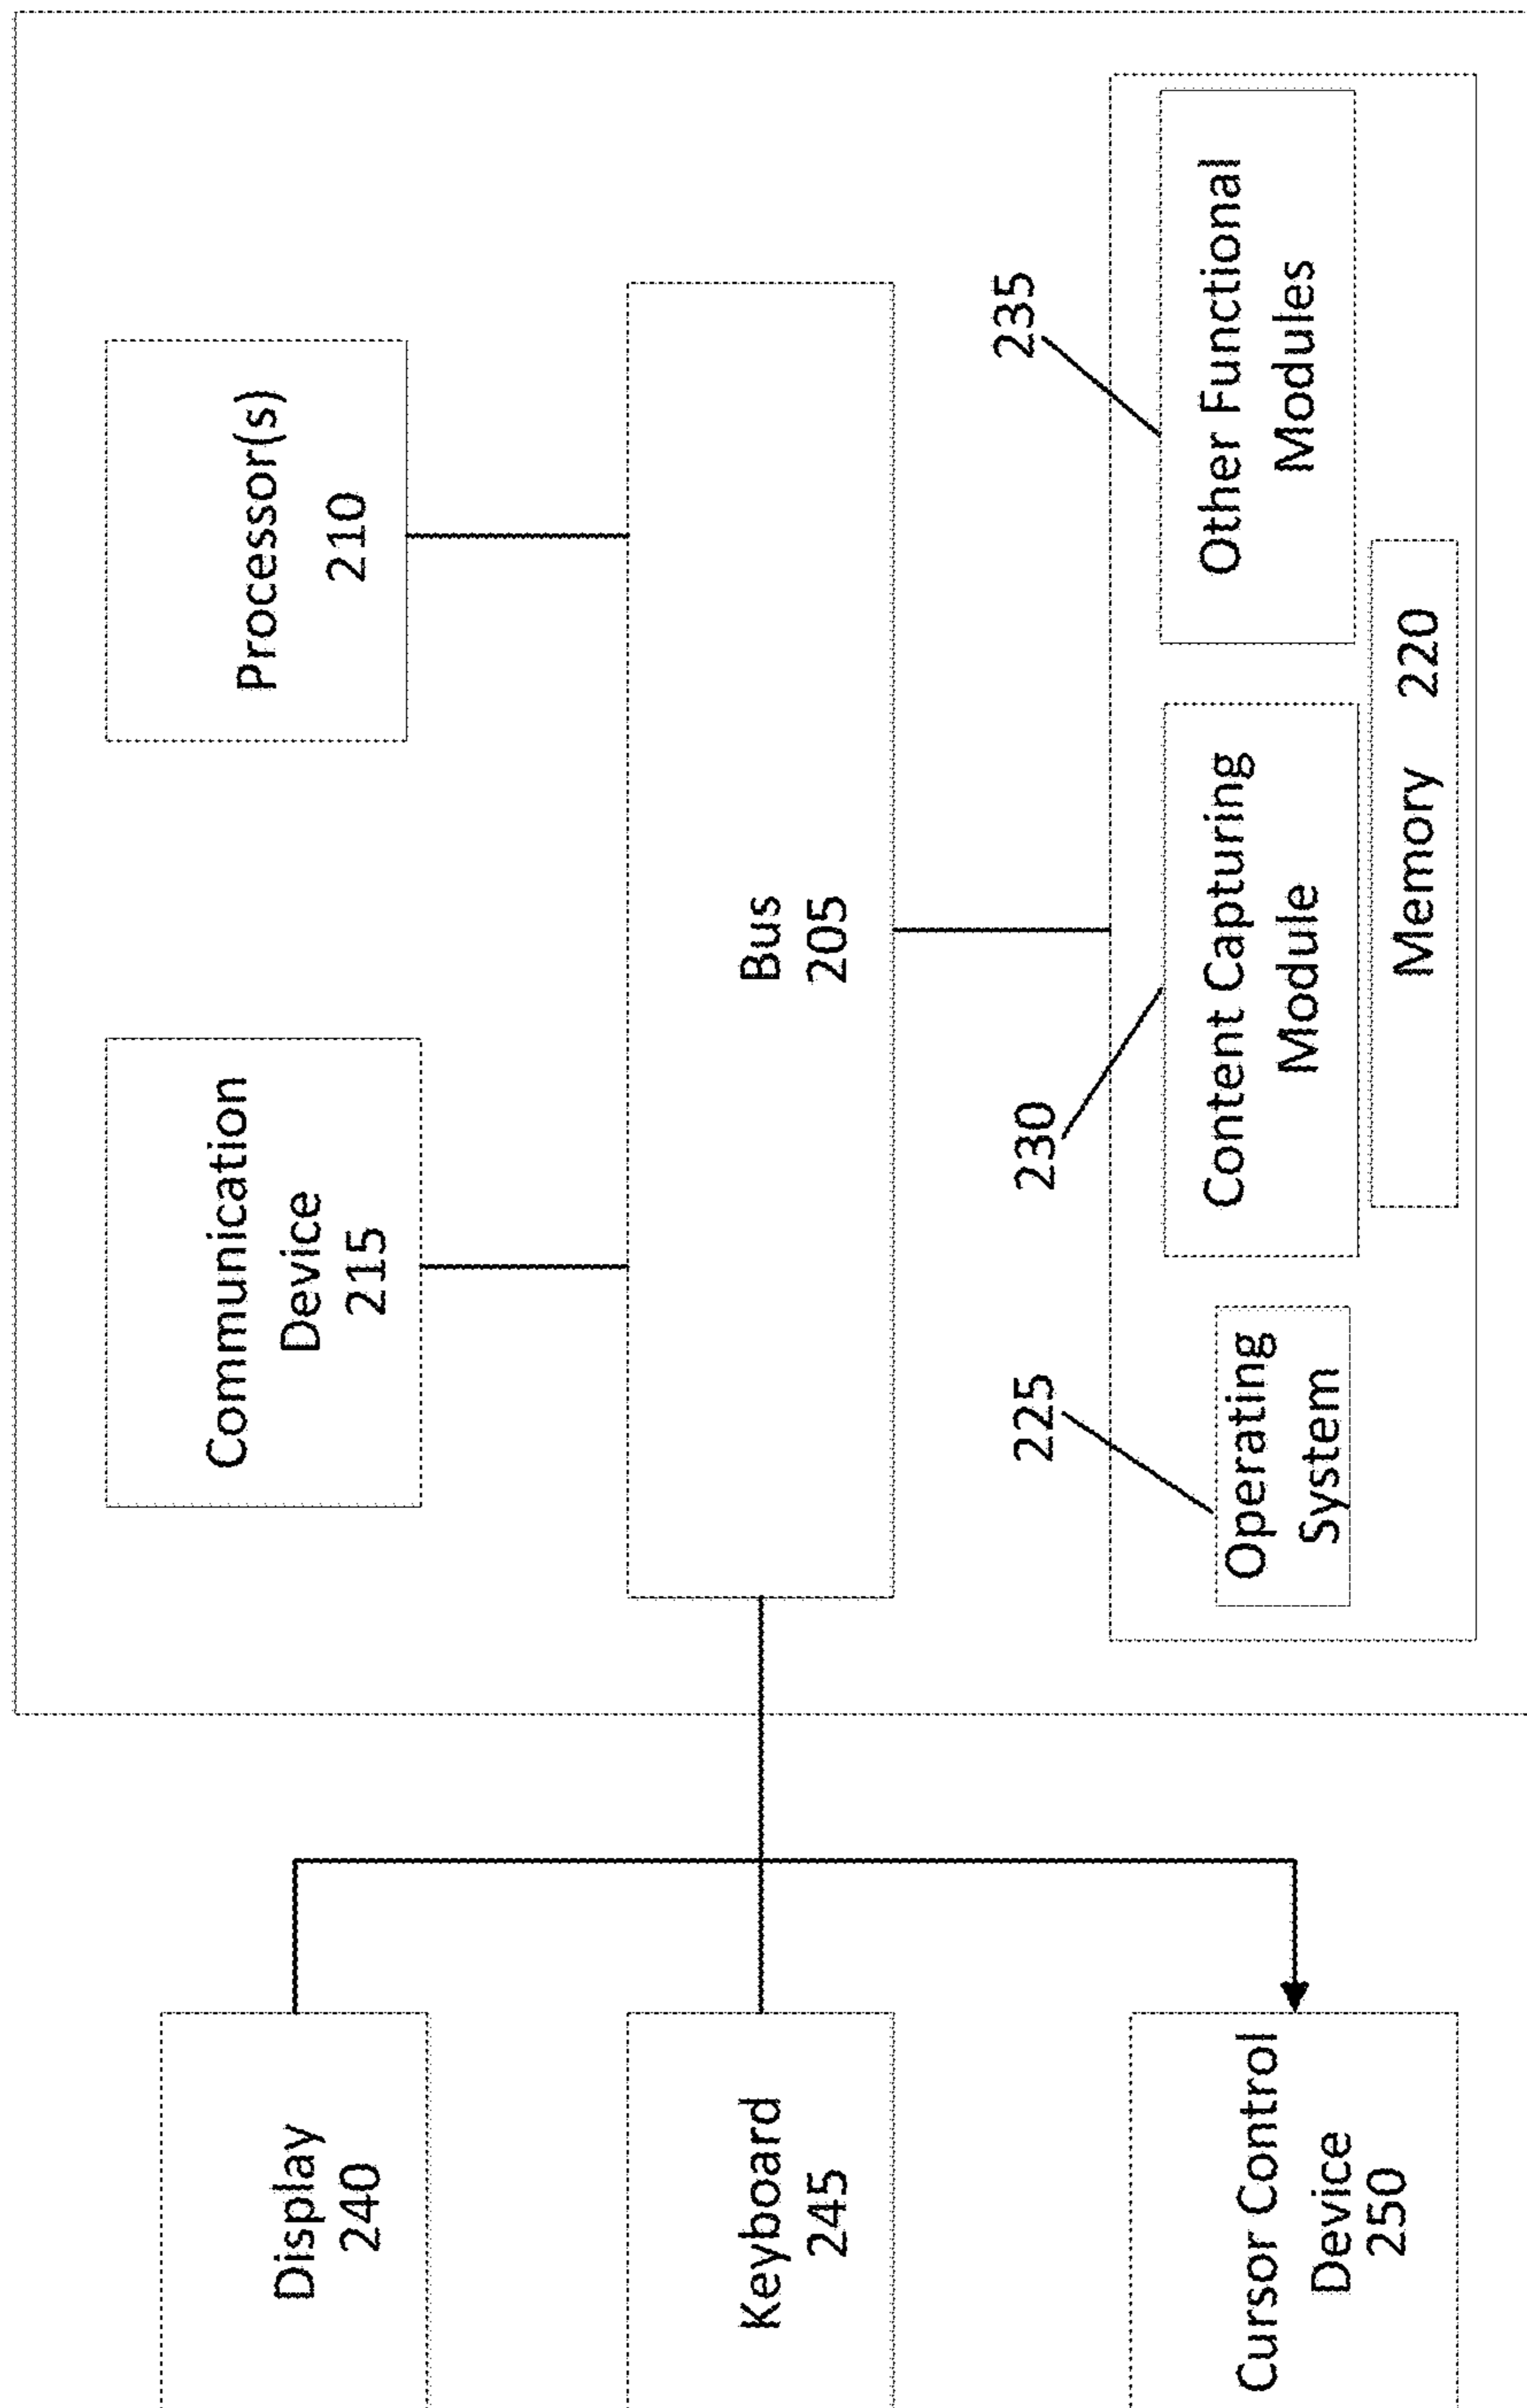 Display
240
Keyboard
245
Cursor Control
Device
250
Communication
Device
215
Processor(s)
210
Bus
205
225
230
235
Operating
System
Content Capturing
Module
Other Functional
Modules
Memory 220